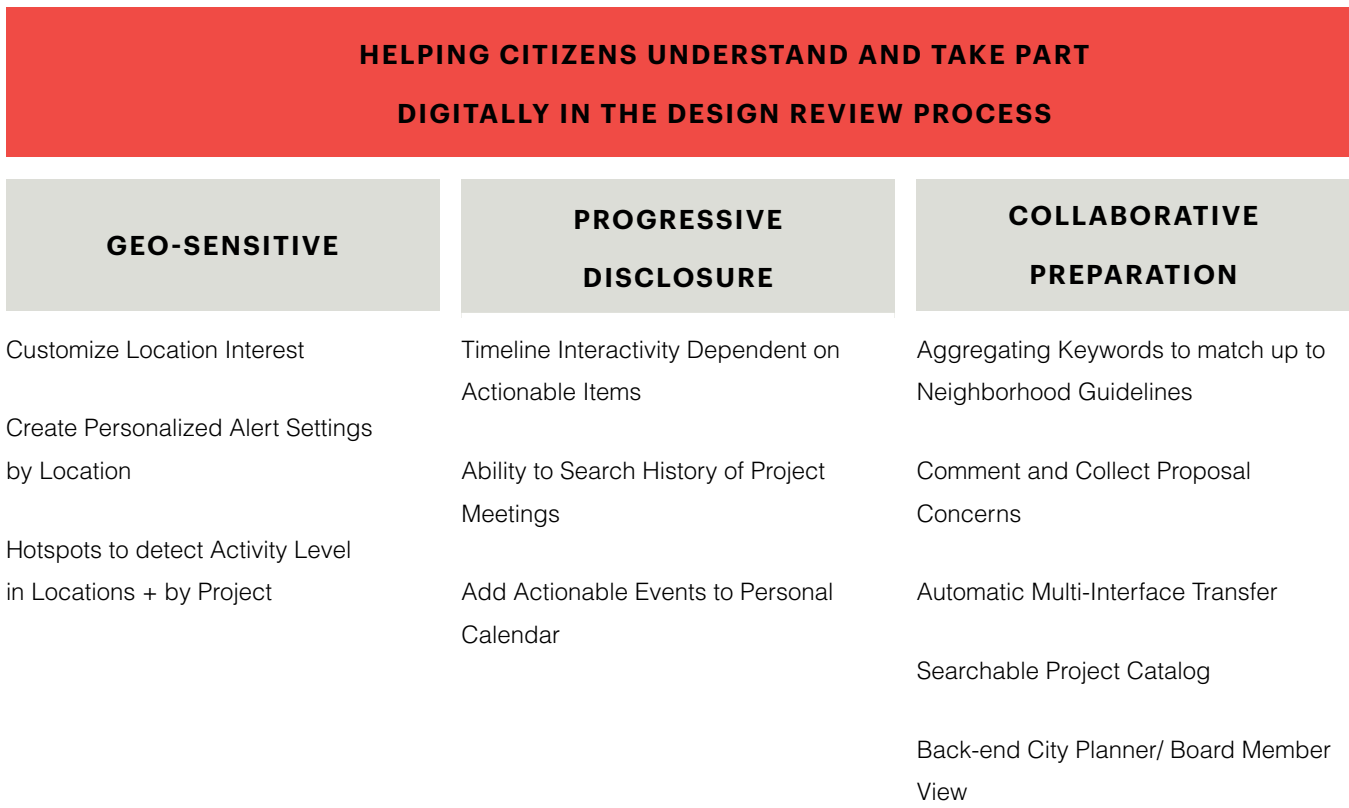 HELPING CITIZENS UNDERSTAND AND TAKE PART
DIGITALLY IN THE DESIGN REVIEW PROCESS
GEO-SENSITIVE
Customize Location Interest
Create Personalized Alert Settings
by Location
Hotspots to detect Activity Level
in Locations + by Project
PROGRESSIVE
DISCLOSURE
Timeline Interactivity Dependent on
Actionable Items
Ability to Search History of Project
Meetings
Add Actionable Events to Personal
Calendar
COLLABORATIVE
PREPARATION
Aggregating Keywords to match up to
Neighborhood Guidelines
Comment and Collect Proposal
Concerns
Automatic Multi-Interface Transfer
Searchable Project Catalog
Back-end City Planner/ Board Member
View